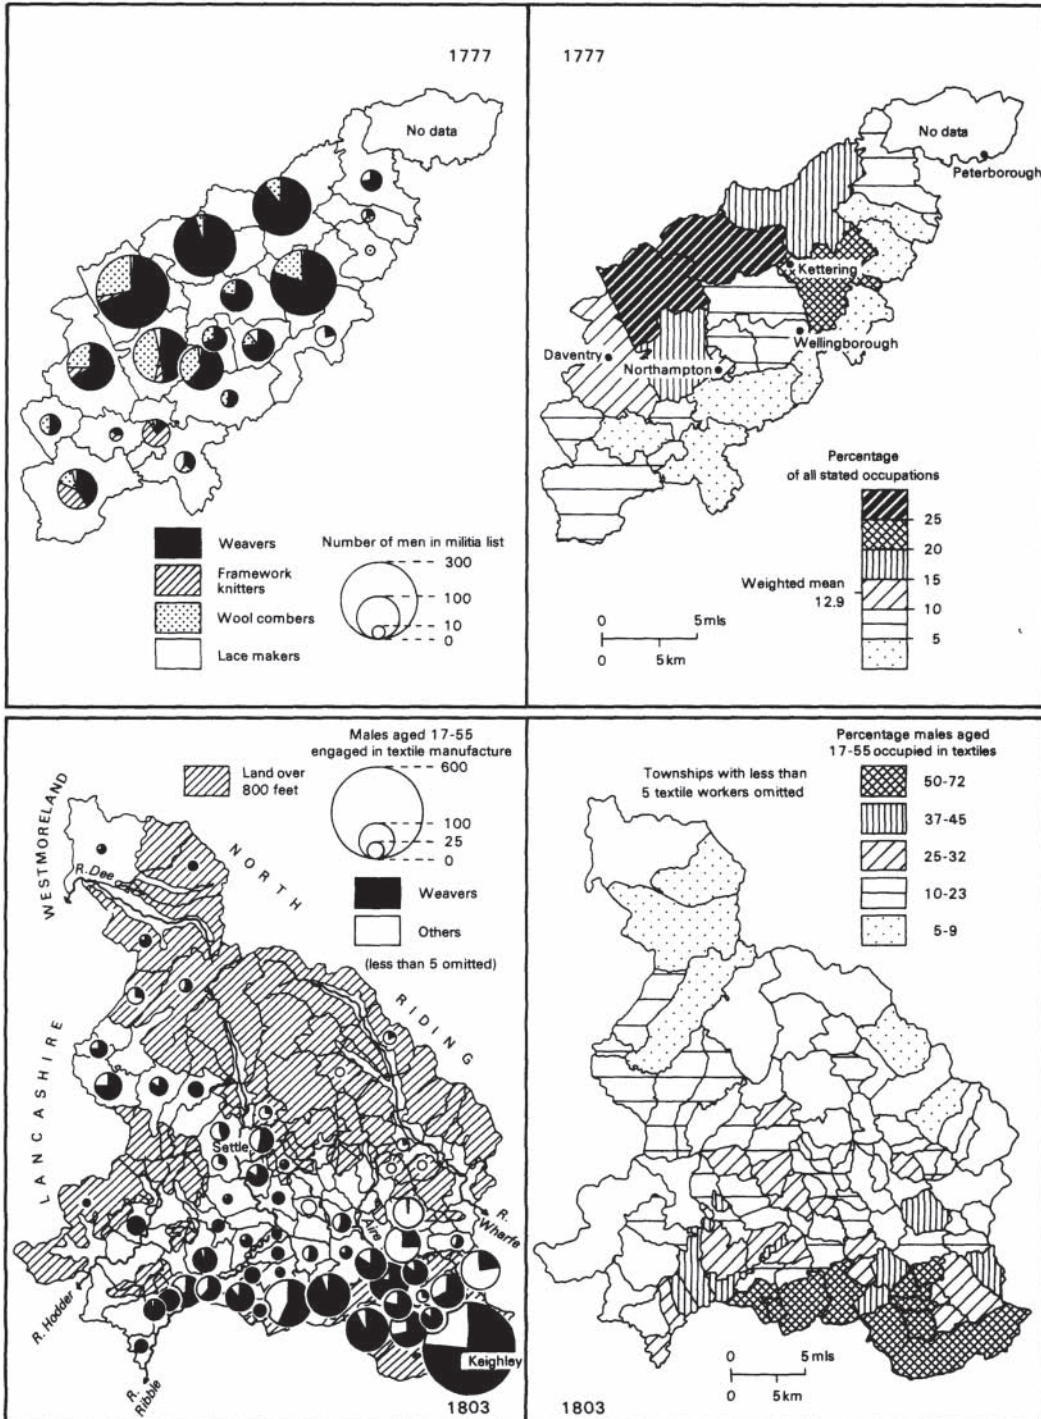 1777
No data
Weavers
Framework
knitters
Wool combers
Lace makers
Number of men in militia list
300
100
10
0
1777
No data
Peterborough
Kettering
Wellingborough
Daventry
Northampton
Percentage
of all stated occupations
25
20
15
10
5
Weighted mean
12.9
0 5mls
0 5km
Males aged 17-55
engaged in textile manufacture
600
100
25
0
Land over
800 feet
Weavers
Others
(less than 5 omitted)
WESTMORELAND
R. Dee
NORTH
RIDING
LANCASHIRE
Settle
Aire
R. Wharfe
R. Hodder
R. Ribble
Keighley
1803
Percentage males aged
17-55 occupied in textiles
Townships with less than
5 textile workers omitted
50-72
37-45
25-32
10-23
5-9
0 5mls
0 5km
1803